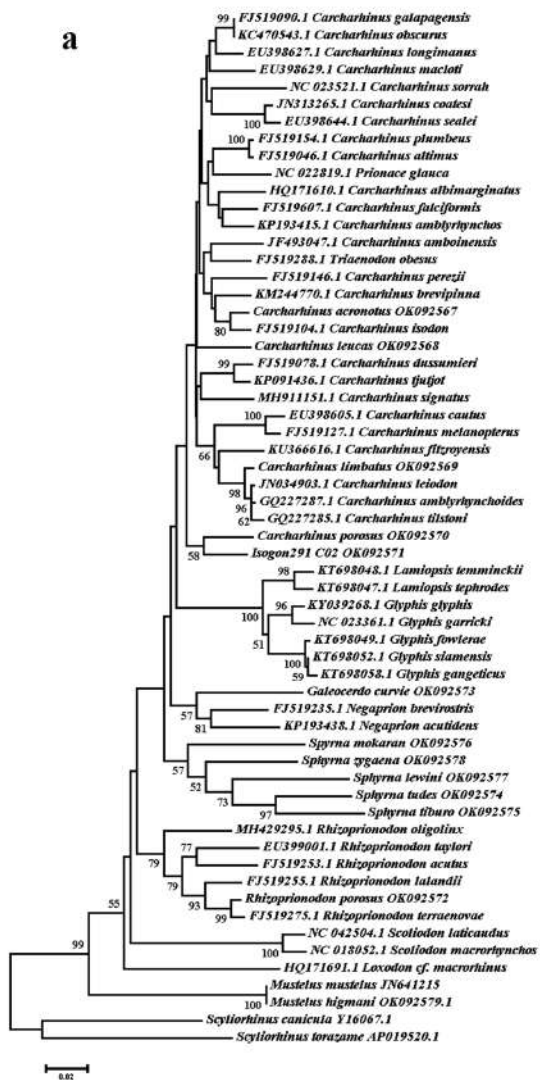 a
99 FJ519090.1 Carcharhinus galapagensis
KC470543.1 Carcharhinus obscurus
EU398627.1 Carcharhinus longimanus
EU398629.1 Carcharhinus macloti
NC 023521.1 Carcharhinus sorrah
JN313265.1 Carcharhinus coatesi
100 EU398644.1 Carcharhinus sealei
100 FJ519154.1 Carcharhinus plumbeus
FJ519046.1 Carcharhinus altimus
NC 022819.1 Prionace glauca
HQ171610.1 Carcharhinus albimarginatus
FJ519607.1 Carcharhinus falciformis
KP193415.1 Carcharhinus amblyrhynchos
JF493047.1 Carcharhinus amboinensis
FJ519288.1 Triaenodon obesus
FJ519146.1 Carcharhinus perezii
KM244770.1 Carcharhinus brevipinna
Carcharhinus acronotus OK092567
80 FJ519104.1 Carcharhinus isodon
Carcharhinus leucas OK092568
99 FJ519078.1 Carcharhinus dussumieri
KP091436.1 Carcharhinus tjutjot
MH911151.1 Carcharhinus signatus
100 EU398605.1 Carcharhinus cautus
FJ519127.1 Carcharhinus melanopterus
66 KU366616.1 Carcharhinus fitzroyensis
Carcharhinus limbatus OK092569
98 JN034903.1 Carcharhinus leiodon
96 GQ227287.1 Carcharhinus amblyrhynchoides
62 GQ227285.1 Carcharhinus tilstoni
Carcharhinus porosus OK092570
58 Isogon291 C02 OK092571
98 KT698048.1 Lamiopsis temminckii
KT698047.1 Lamiopsis tephrodes
96 KY039268.1 Glyphis glyphis
100 NC 023361.1 Glyphis garricki
51 KT698049.1 Glyphis fowlerae
100 KT698052.1 Glyphis siamensis
59 KT698058.1 Glyphis gangeticus
Galeocerdo curvie OK092573
57 FJ519235.1 Negaprion brevirostris
81 KP193438.1 Negaprion acutidens
Spyrna mokaran OK092576
57 Sphyrna zygaena OK092578
52 Sphyrna lewini OK092577
73 Sphyrna tudes OK092574
97 Sphyrna tiburo OK092575
MH429295.1 Rhizoprionodon oligolinx
77 EU399001.1 Rhizoprionodon taylori
79 FJ519253.1 Rhizoprionodon acutus
79 FJ519255.1 Rhizoprionodon lalandii
93 Rhizoprionodon porosus OK092572
99 FJ519275.1 Rhizoprionodon terraenovae
55 NC 042504.1 Scoliodon laticaudus
100 NC 018052.1 Scoliodon macrorhynchos
99 HQ171691.1 Loxodon cf. macrorhinus
Mustelus mustelus JN641215
100 Mustelus higmani OK092579.1
Scyliorhinus canicula Y16067.1
Scyliorhinus torazame AP019520.1
0.02